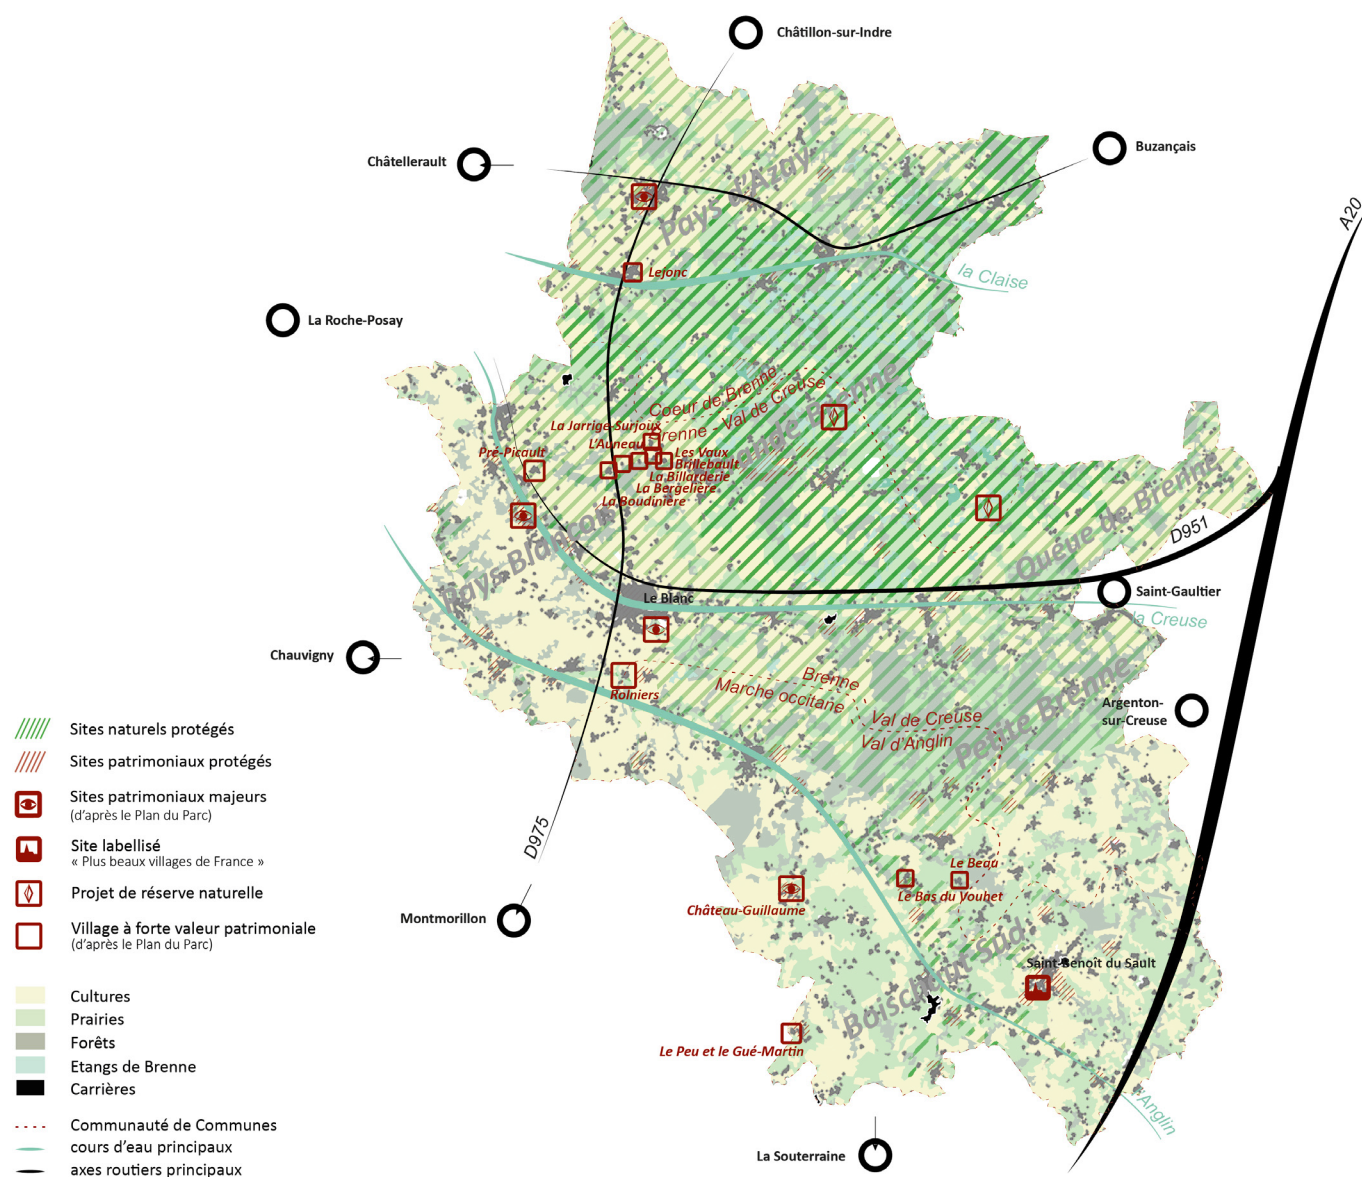 Châtillon-sur-Indre
Châtellerault
Buzançais
Pays d'Azay
A20
Lejonc
la Claise
La Roche-Posay
Coeur de Brenne
Brenne - Val de Creuse
Grande Brenne
La Jarrige-Surjoux
L'Auneau
Pré-Picault
Les Vaux
Brillebault
La Billarderie
La Bergelière
La Boudinière
Pays Blancois
Queue de Brenne
D951
Le Blanc
Saint-Gaultier
la Creuse
Chauvigny
Rolniers
Brenne
Marche occitane
Val de Creuse
Val d'Anglin
Petite Brenne
Argenton-
sur-Creuse
Sites naturels protégés
Sites patrimoniaux protégés
Sites patrimoniaux majeurs
(d'après le Plan du Parc)
Site labellisé
« Plus beaux villages de France »
Projet de réserve naturelle
Village à forte valeur patrimoniale
(d'après le Plan du Parc)
D975
Montmorillon
Château-Guillaume
Le Beau
Le Bas du Youhet
Boischaut Sud
Saint-Benoît du Sault
Le Peu et le Gué-Martin
l'Anglin
La Souterraine
Cultures
Prairies
Forêts
Etangs de Brenne
Carrières
Communauté de Communes
cours d'eau principaux
axes routiers principaux